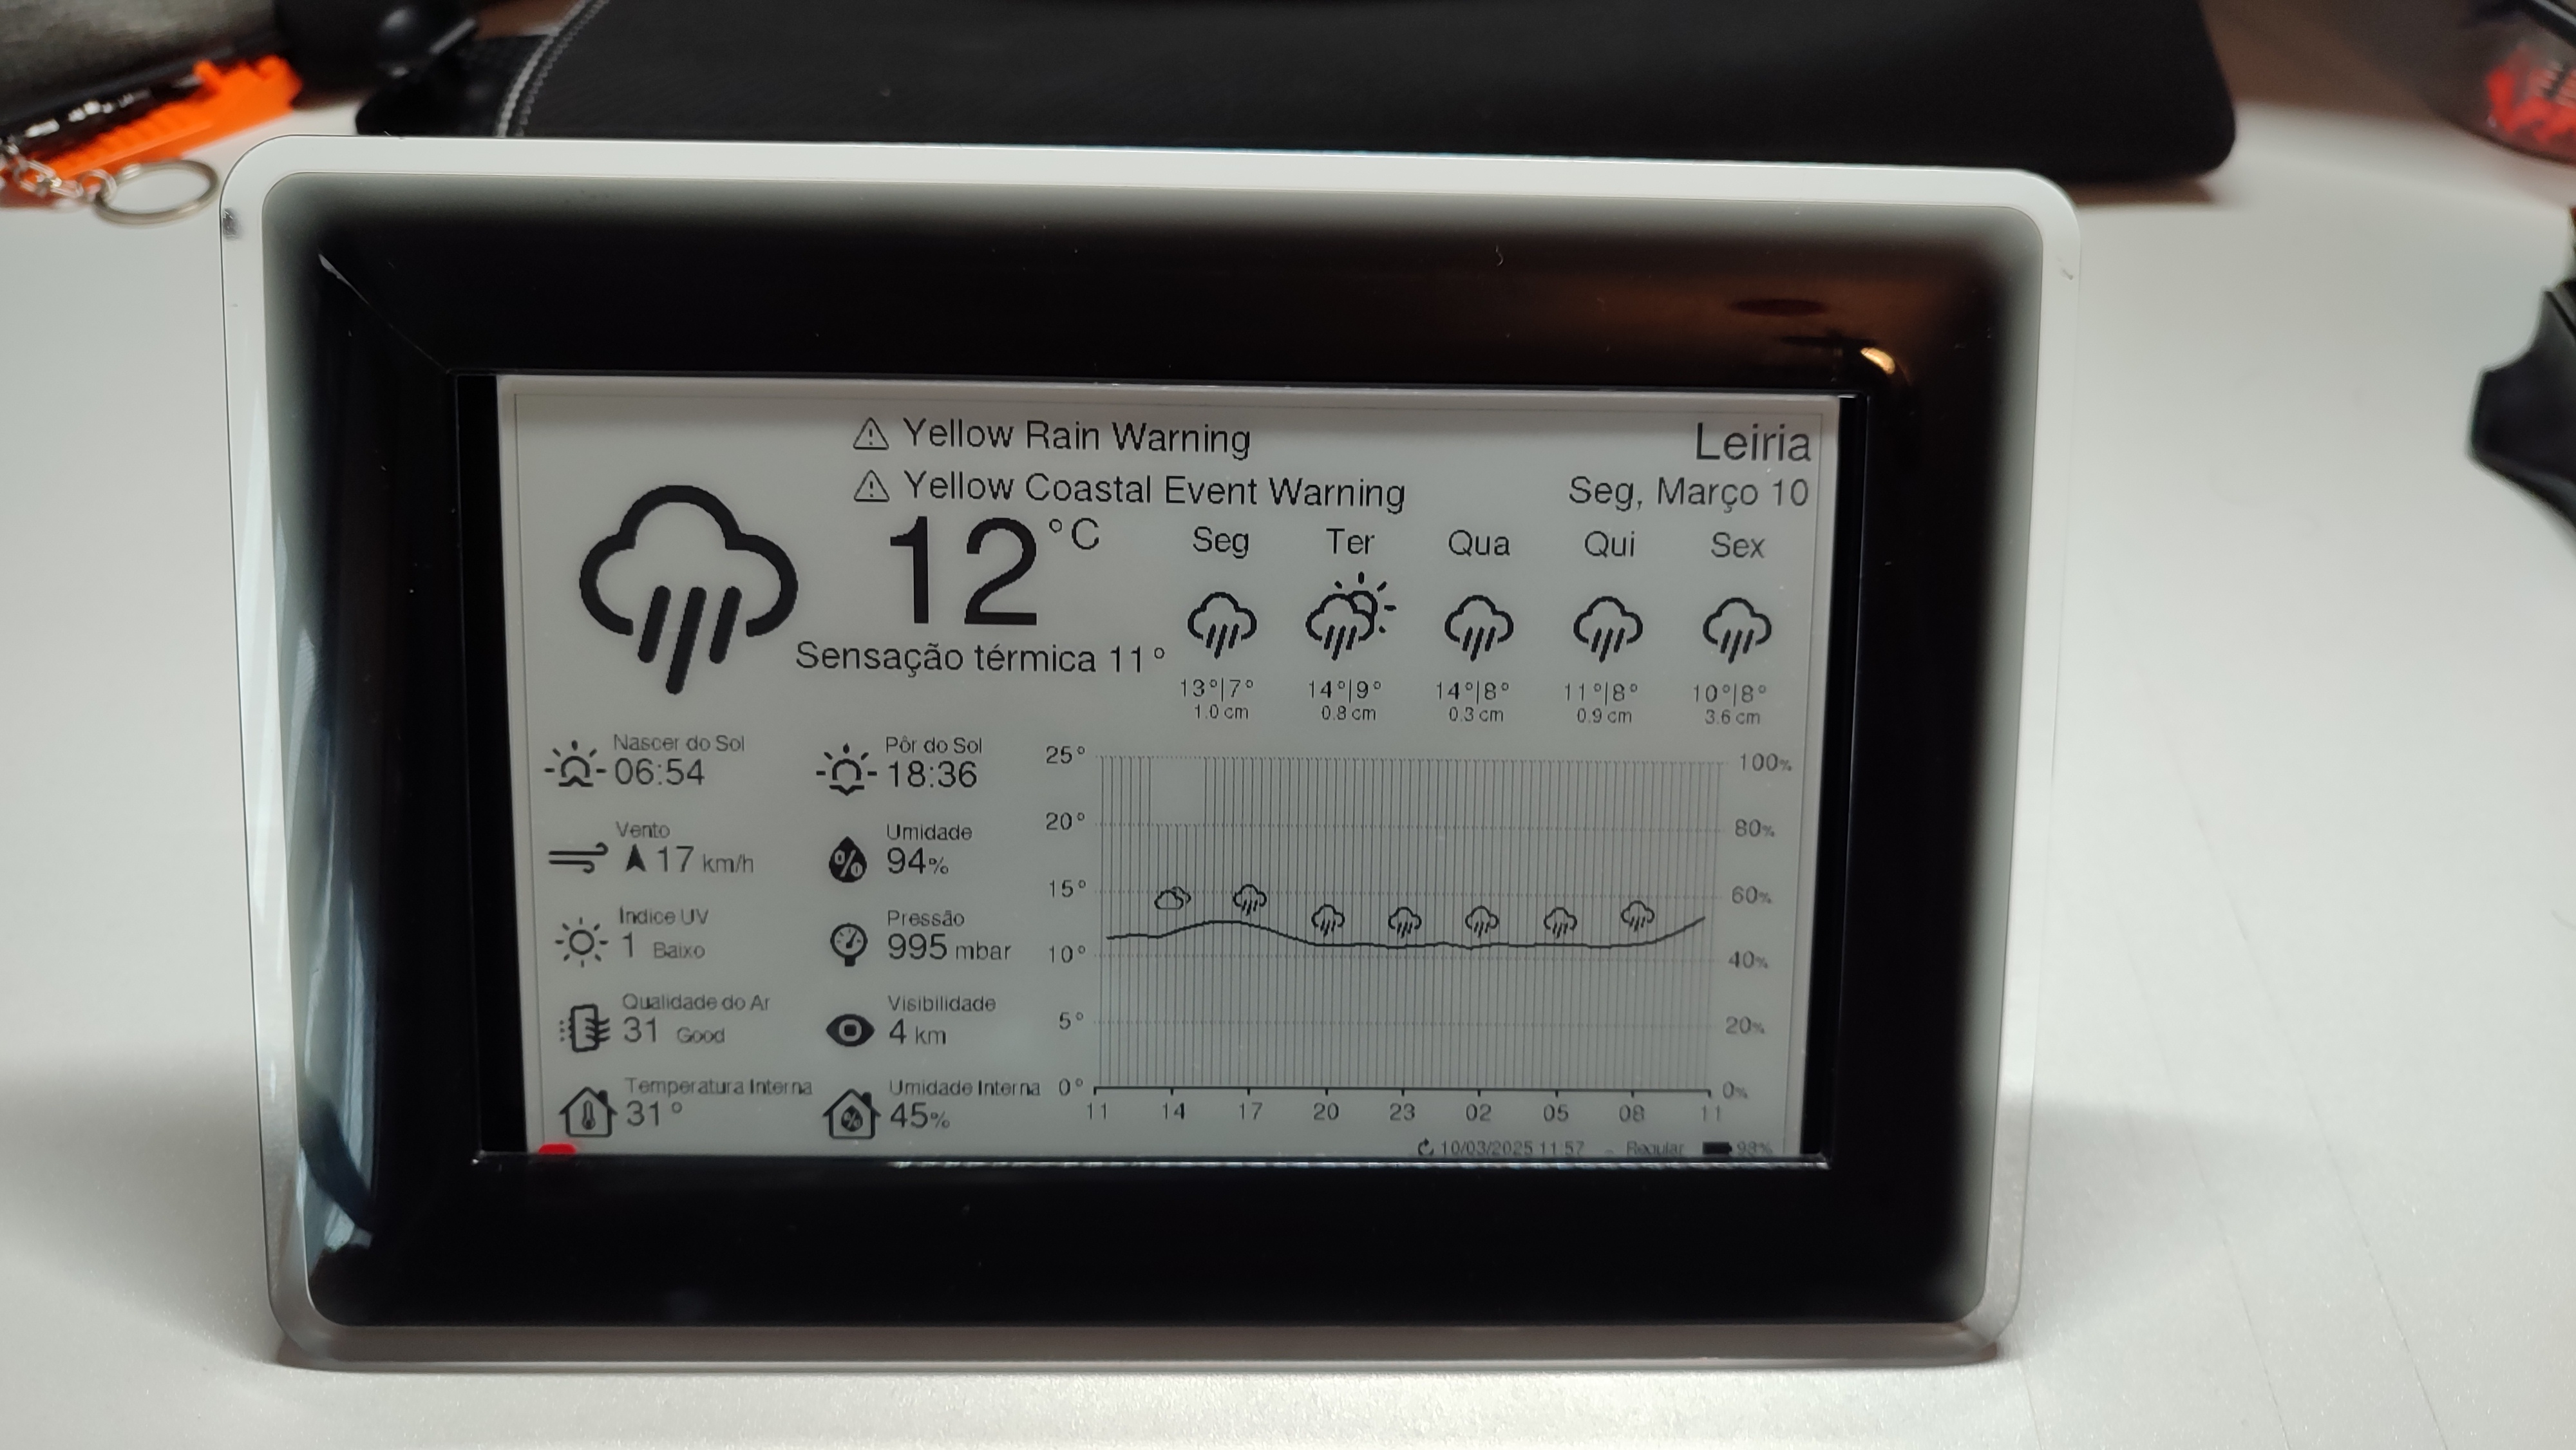 ⚠ Yellow Rain Warning
⚠ Yellow Coastal Event Warning
Leiria
Seg, Março 10
12 °C
Sensação térmica 11°
Seg Ter Qua Qui Sex
13°|7° 14°|9° 14°|8° 11°|8° 10°|8°
1.0 cm 0.8 cm 0.3 cm 0.9 cm 3.6 cm
Nascer do Sol
06:54
Pôr do Sol
18:36
Vento
17 km/h
Umidade
94%
Índice UV
1 Baixo
Pressão
995 mbar
Qualidade do Ar
31 Good
Visibilidade
4 km
Temperatura Interna
31°
Umidade Interna
45%
25° 100%
20° 80%
15° 60%
10° 40%
5° 20%
0° 0%
11 14 17 20 23 02 05 08 11
10/03/2025 11:57 Regular